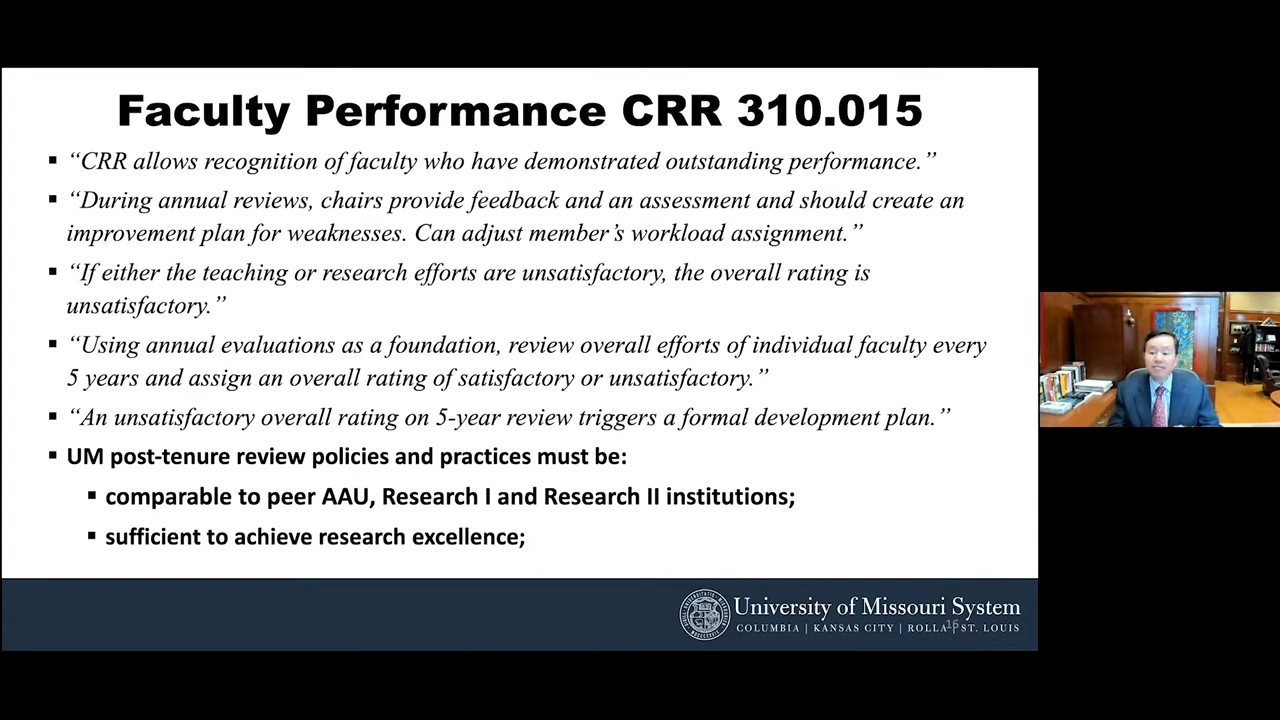 Faculty Performance CRR 310.015
▪ “CRR allows recognition of faculty who have demonstrated outstanding performance.”
▪ “During annual reviews, chairs provide feedback and an assessment and should create an
improvement plan for weaknesses. Can adjust member’s workload assignment.”
▪ “If either the teaching or research efforts are unsatisfactory, the overall rating is
unsatisfactory.”
▪ “Using annual evaluations as a foundation, review overall efforts of individual faculty every
5 years and assign an overall rating of satisfactory or unsatisfactory.”
▪ “An unsatisfactory overall rating on 5-year review triggers a formal development plan.”
▪ UM post-tenure review policies and practices must be:
▪ comparable to peer AAU, Research I and Research II institutions;
▪ sufficient to achieve research excellence;
University of Missouri System
COLUMBIA | KANSAS CITY | ROLLA | ST. LOUIS
16